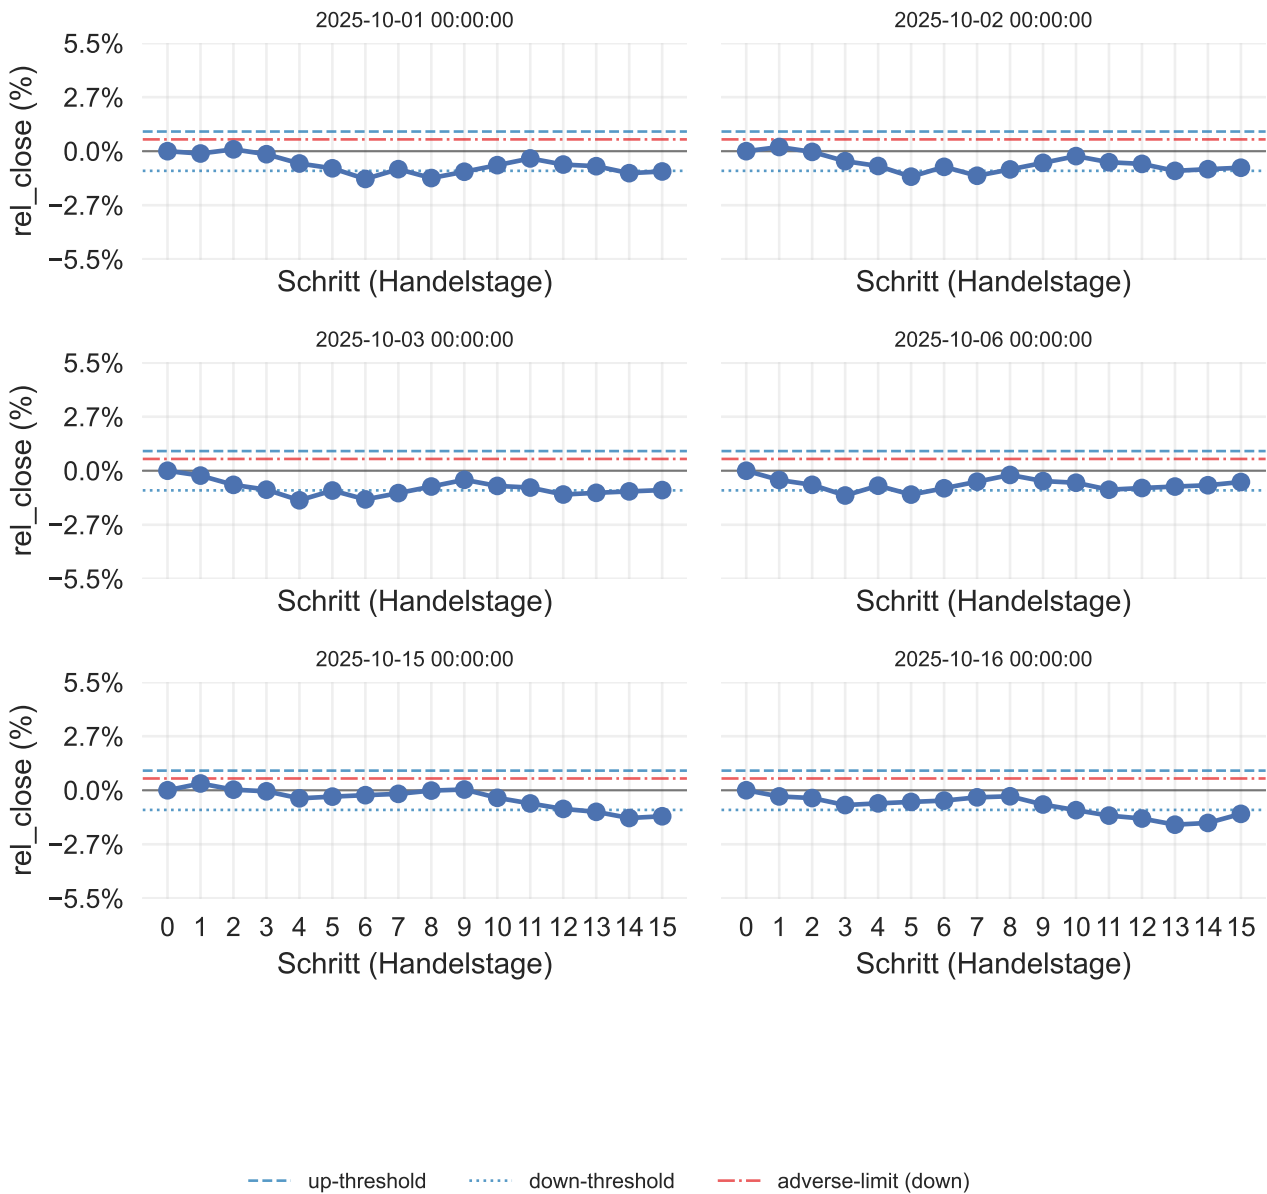 2025-10-01 00:00:00
2025-10-02 00:00:00
5.5%
2.7%
0.0%
−2.7%
−5.5%
rel_close (%)
Schritt (Handelstage)
Schritt (Handelstage)
2025-10-03 00:00:00
2025-10-06 00:00:00
5.5%
2.7%
0.0%
−2.7%
−5.5%
rel_close (%)
Schritt (Handelstage)
Schritt (Handelstage)
2025-10-15 00:00:00
2025-10-16 00:00:00
5.5%
2.7%
0.0%
−2.7%
−5.5%
rel_close (%)
0 1 2 3 4 5 6 7 8 9 10 11 12 13 14 15
0 1 2 3 4 5 6 7 8 9 10 11 12 13 14 15
Schritt (Handelstage)
Schritt (Handelstage)
up-threshold
down-threshold
adverse-limit (down)